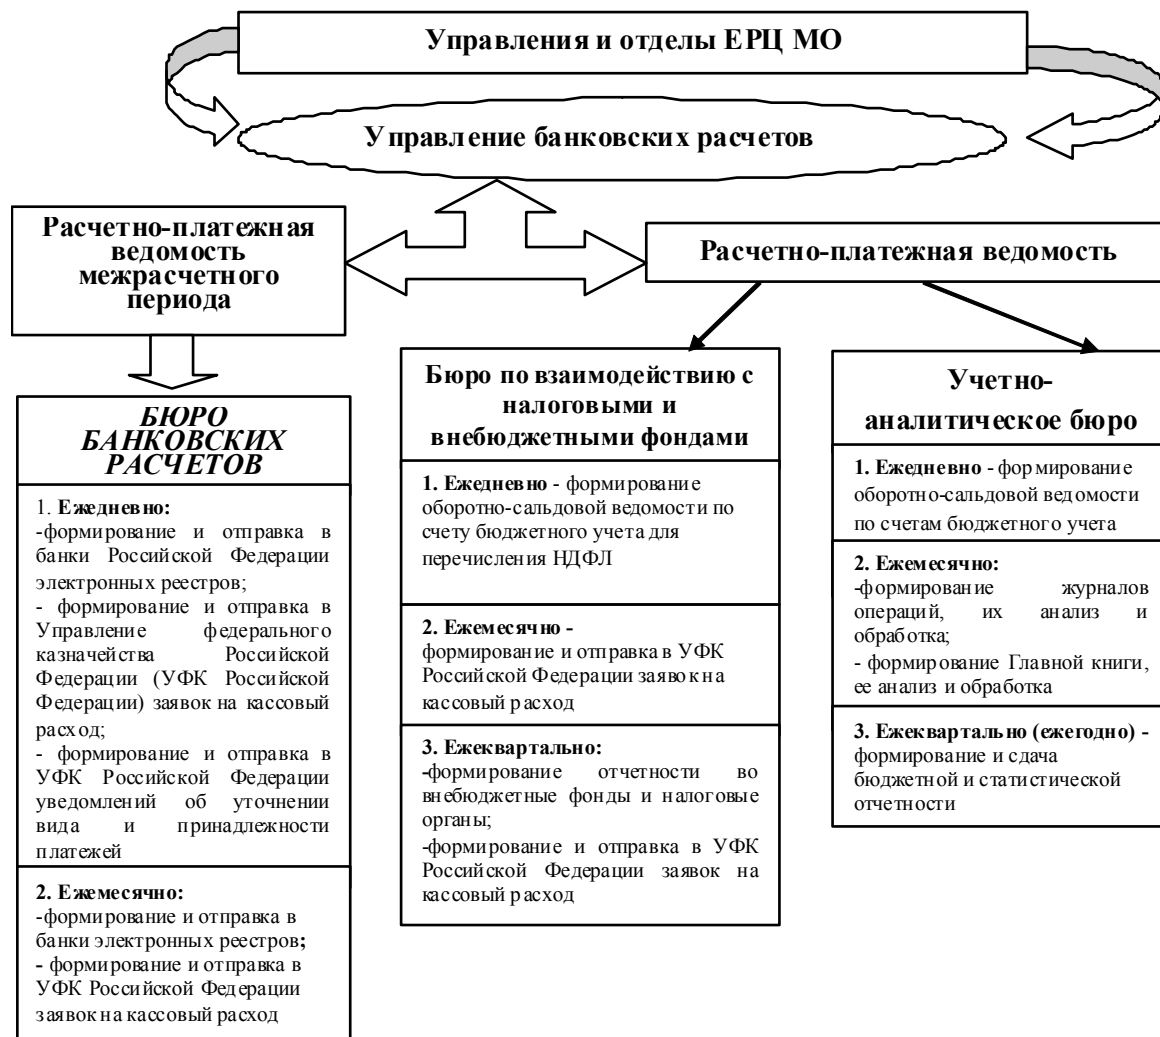 Управления и отделы ЕРЦ МО
Управление банковских расчетов
Расчетно-платежная
ведомость
межрасчетного
периода
Расчетно-платежная ведомость
БЮРО
БАНКОВСКИХ
РАСЧЕТОВ
1. Ежедневно:
-формирование и отправка в
банки Российской Федерации
электронных реестров;
- формирование и отправка в
Управление федерального
казначейства Российской
Федерации (УФК Российской
Федерации) заявок на кассовый
расход;
- формирование и отправка в
УФК Российской Федерации
уведомлений об уточнении
вида и принадлежности
платежей
2. Ежемесячно:
-формирование и отправка в
банки электронных реестров;
- формирование и отправка в
УФК Российской Федерации
заявок на кассовый расход
Бюро по взаимодействию с
налоговыми и
внебюджетными фондами
1. Ежедневно - формирование
оборотно-сальдовой ведомости по
счету бюджетного учета для
перечисления НДФЛ
2. Ежемесячно -
формирование и отправка в УФК
Российской Федерации заявок на
кассовый расход
3. Ежеквартально:
-формирование отчетности во
внебюджетные фонды и налоговые
органы;
-формирование и отправка в УФК
Российской Федерации заявок на
кассовый расход
Учетно-
аналитическое бюро
1. Ежедневно - формирование
оборотно-сальдовой ведомости
по счетам бюджетного учета
2. Ежемесячно:
-формирование журналов
операций, их анализ и
обработка;
- формирование Главной книги,
ее анализ и обработка
3. Ежеквартально (ежегодно) -
формирование и сдача
бюджетной и статистической
отчетности